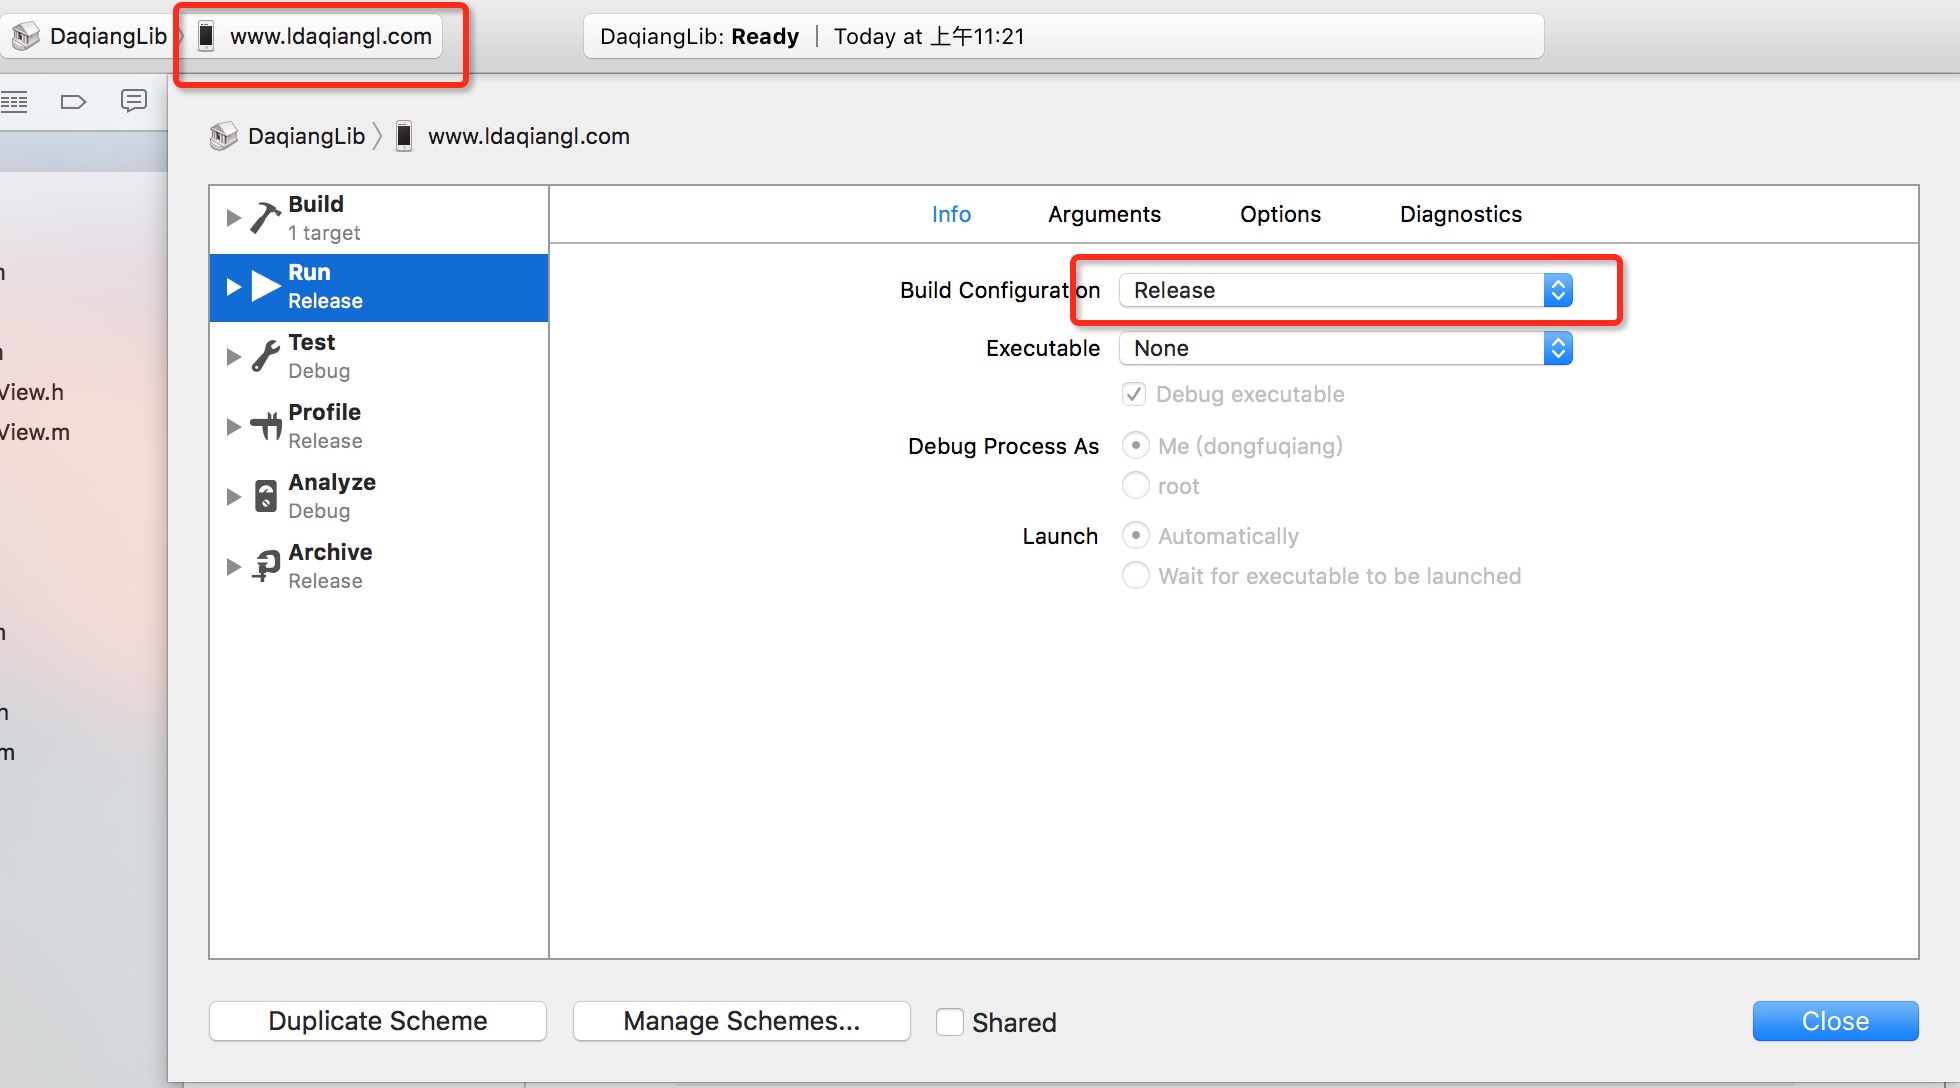 DaqiangLib www.ldaqiangl.com
DaqiangLib: Ready | Today at 上午11:21
DaqiangLib www.ldaqiangl.com
Build
1 target
Run
Release
Test
Debug
Profile
Release
Analyze
Debug
Archive
Release
Info Arguments Options Diagnostics
Build Configuration Release
Executable None
Debug executable
Debug Process As Me (dongfuqiang)
root
Launch Automatically
Wait for executable to be launched
View.h
View.m
m
Duplicate Scheme Manage Schemes... Shared Close